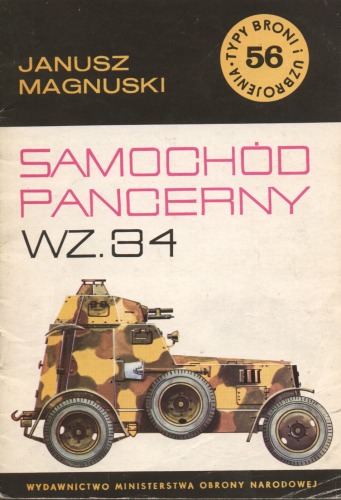 JANUSZ
MAGNUSKI
TYPY BRONI i UZBROJENIA •
56
SAMOCHÓD
PANCERNY
WZ.34
WYDAWNICTWO MINISTERSTWA OBRONY NARODOWEJ